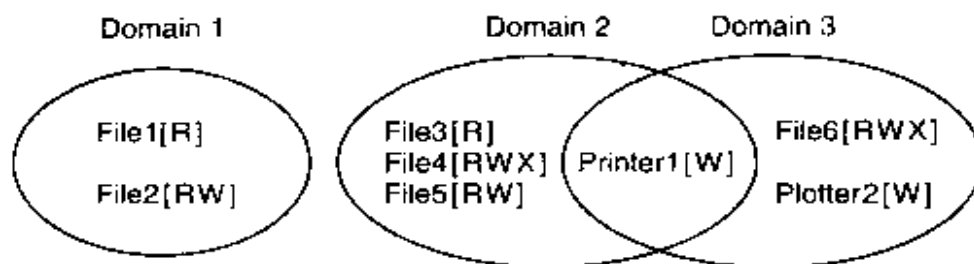 Domain 1
Domain 2
Domain 3
File1[R]
File2[RW]
File3[R]
File4[RWX]
File5[RW]
Printer1[W]
File6[RWX]
Plotter2[W]